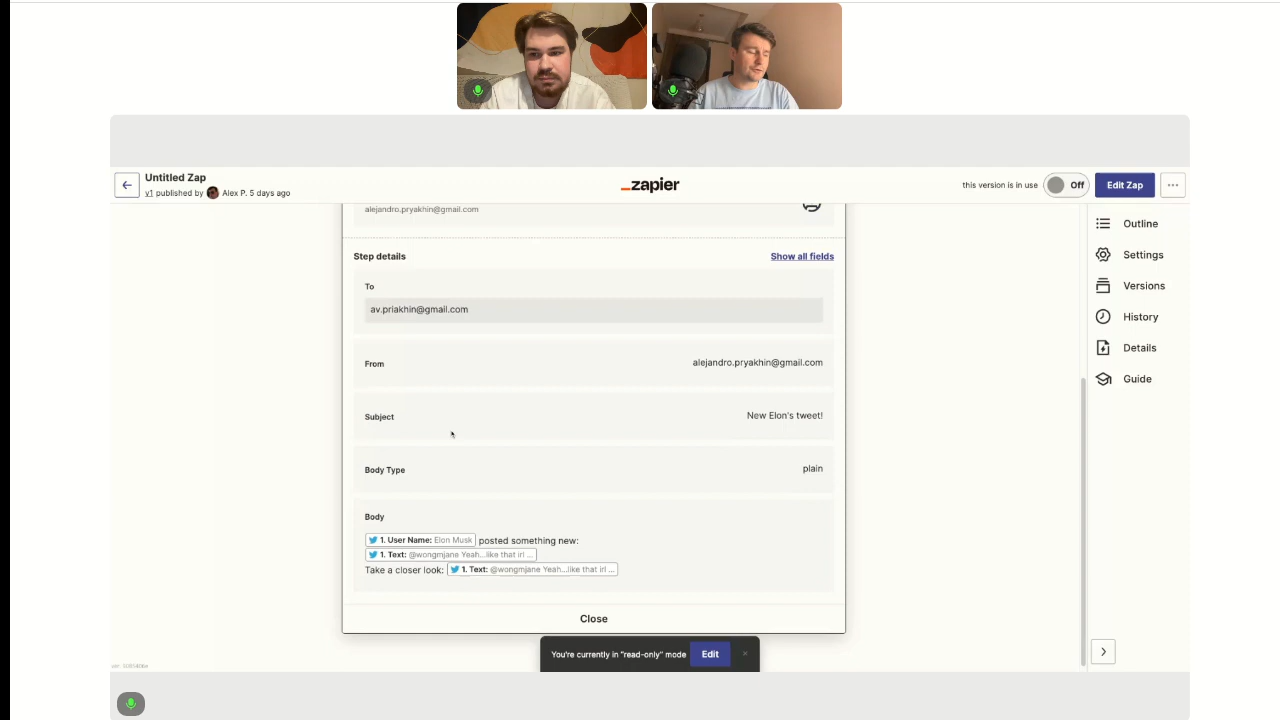 Untitled Zap
v1 published by Alex P. 5 days ago
_zapier
this version is in use
Off
Edit Zap
alejandro.pryakhin@gmail.com
Outline
Step details
Show all fields
Settings
To
Versions
av.priakhin@gmail.com
History
Details
From
alejandro.pryakhin@gmail.com
Guide
Subject
New Elon's tweet!
Body Type
plain
Body
1. User Name: Elon Musk posted something new:
1. Text: @wongmjane Yeah...like that irl ...
Take a closer look: 1. Text: @wongmjane Yeah...like that irl ...
Close
You're currently in "read-only" mode
Edit